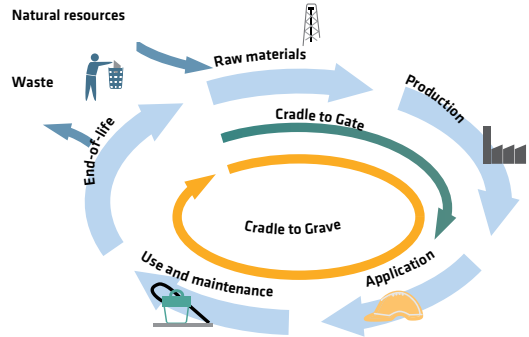 Natural resources
Raw materials
Waste
Production
Cradle to Gate
End-of-life
Cradle to Grave
Use and maintenance
Application